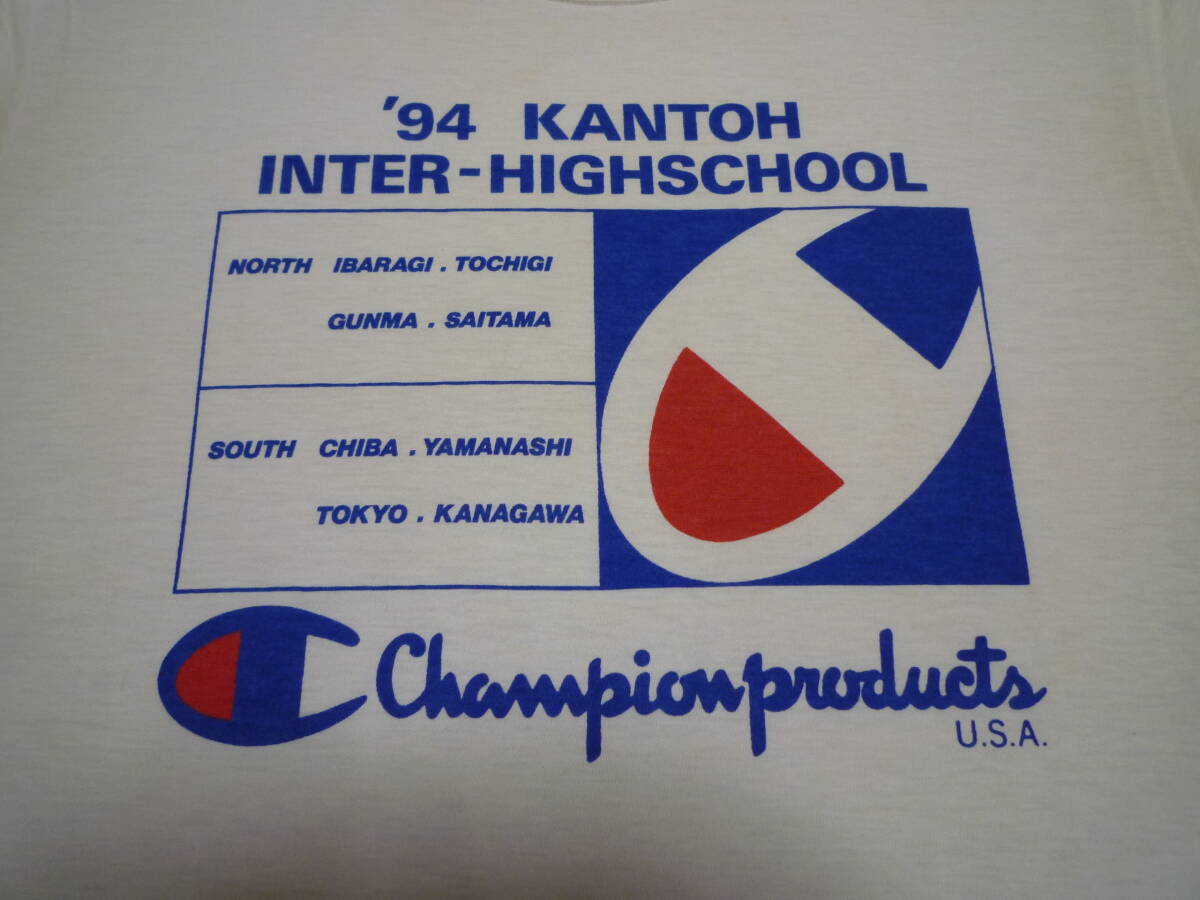 '94 KANTOH
INTER-HIGHSCHOOL
NORTH IBARAGI . TOCHIGI
GUNMA . SAITAMA
SOUTH CHIBA . YAMANASHI
TOKYO . KANAGAWA
Championproducts
U.S.A.